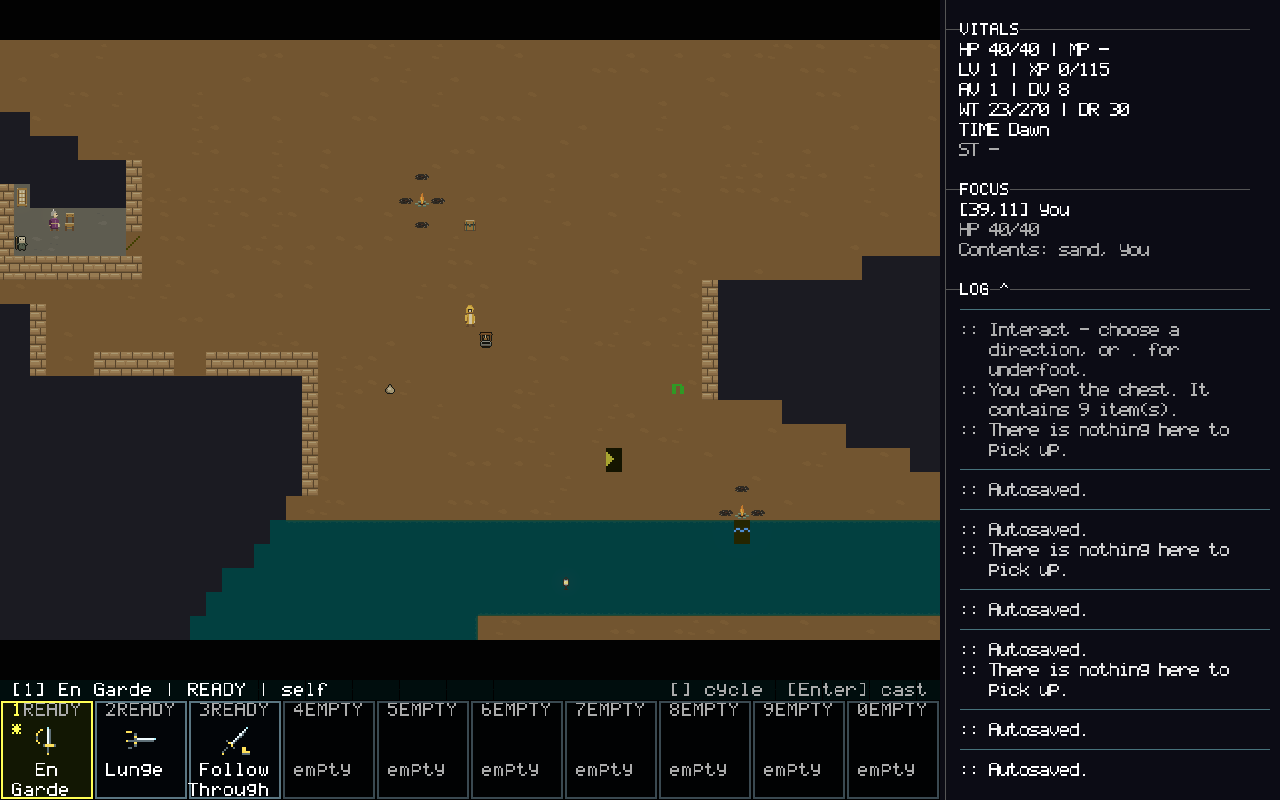 VITALS
HP 40/40 | MP -
LV 1 | XP 0/115
AV 1 | DV 8
WT 23/270 | DR 30
TIME Dawn
ST -
FOCUS
[39,11] You
HP 40/40
Contents: sand, You
LOG ^
:: Interact - choose a
direction, or . for
underfoot.
:: You open the chest. It
contains 9 item(s).
:: There is nothing here to
Pick up.
:: Autosaved.
:: Autosaved.
:: There is nothing here to
Pick up.
:: Autosaved.
:: Autosaved.
:: There is nothing here to
Pick up.
:: Autosaved.
:: Autosaved.
n
[1] En Garde | READY | self
[] cycle [Enter] cast
1READY 2READY 3READY 4EMPTY 5EMPTY 6EMPTY 7EMPTY 8EMPTY 9EMPTY 0EMPTY
*
En Garde
Lunge
Follow Through
empty empty empty empty empty empty empty